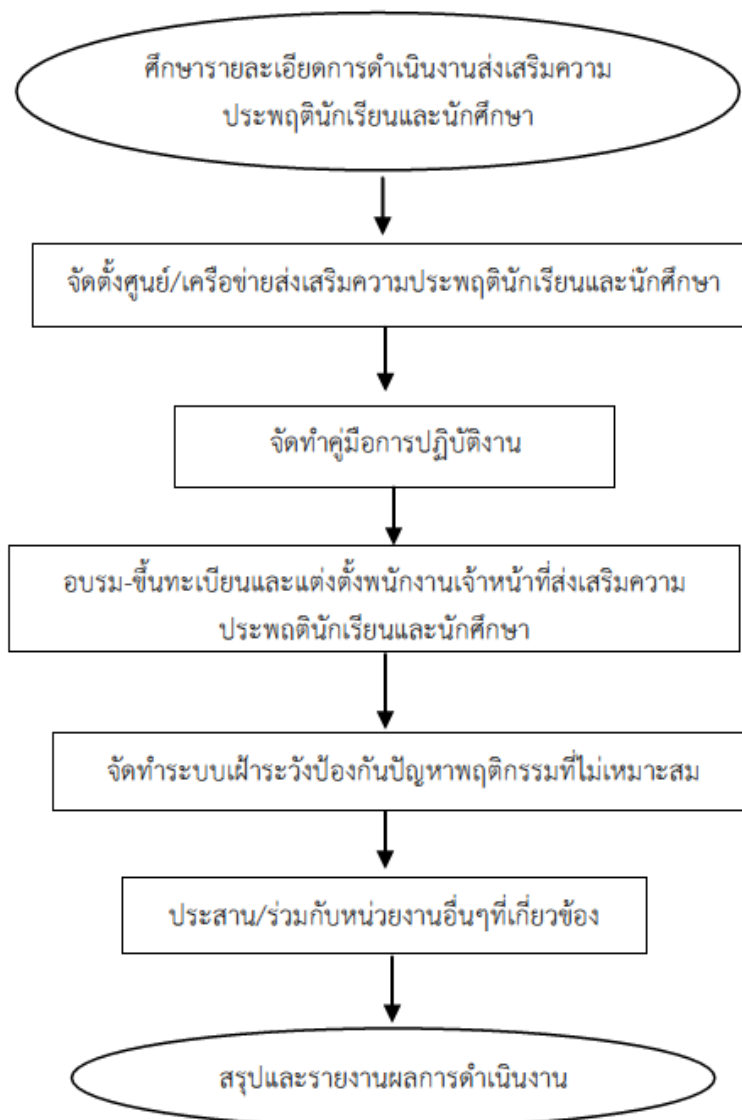 ศึกษารายละเอียดการดำเนินงานส่งเสริมความ
ประพฤตินักเรียนและนักศึกษา
จัดตั้งศูนย์/เครือข่ายส่งเสริมความประพฤตินักเรียนและนักศึกษา
จัดทำคู่มือการปฏิบัติงาน
อบรม-ขึ้นทะเบียนและแต่งตั้งพนักงานเจ้าหน้าที่ส่งเสริมความ
ประพฤตินักเรียนและนักศึกษา
จัดทำระบบเฝ้าระวังป้องกันปัญหาพฤติกรรมที่ไม่เหมาะสม
ประสาน/ร่วมกับหน่วยงานอื่นๆที่เกี่ยวข้อง
สรุปและรายงานผลการดำเนินงาน